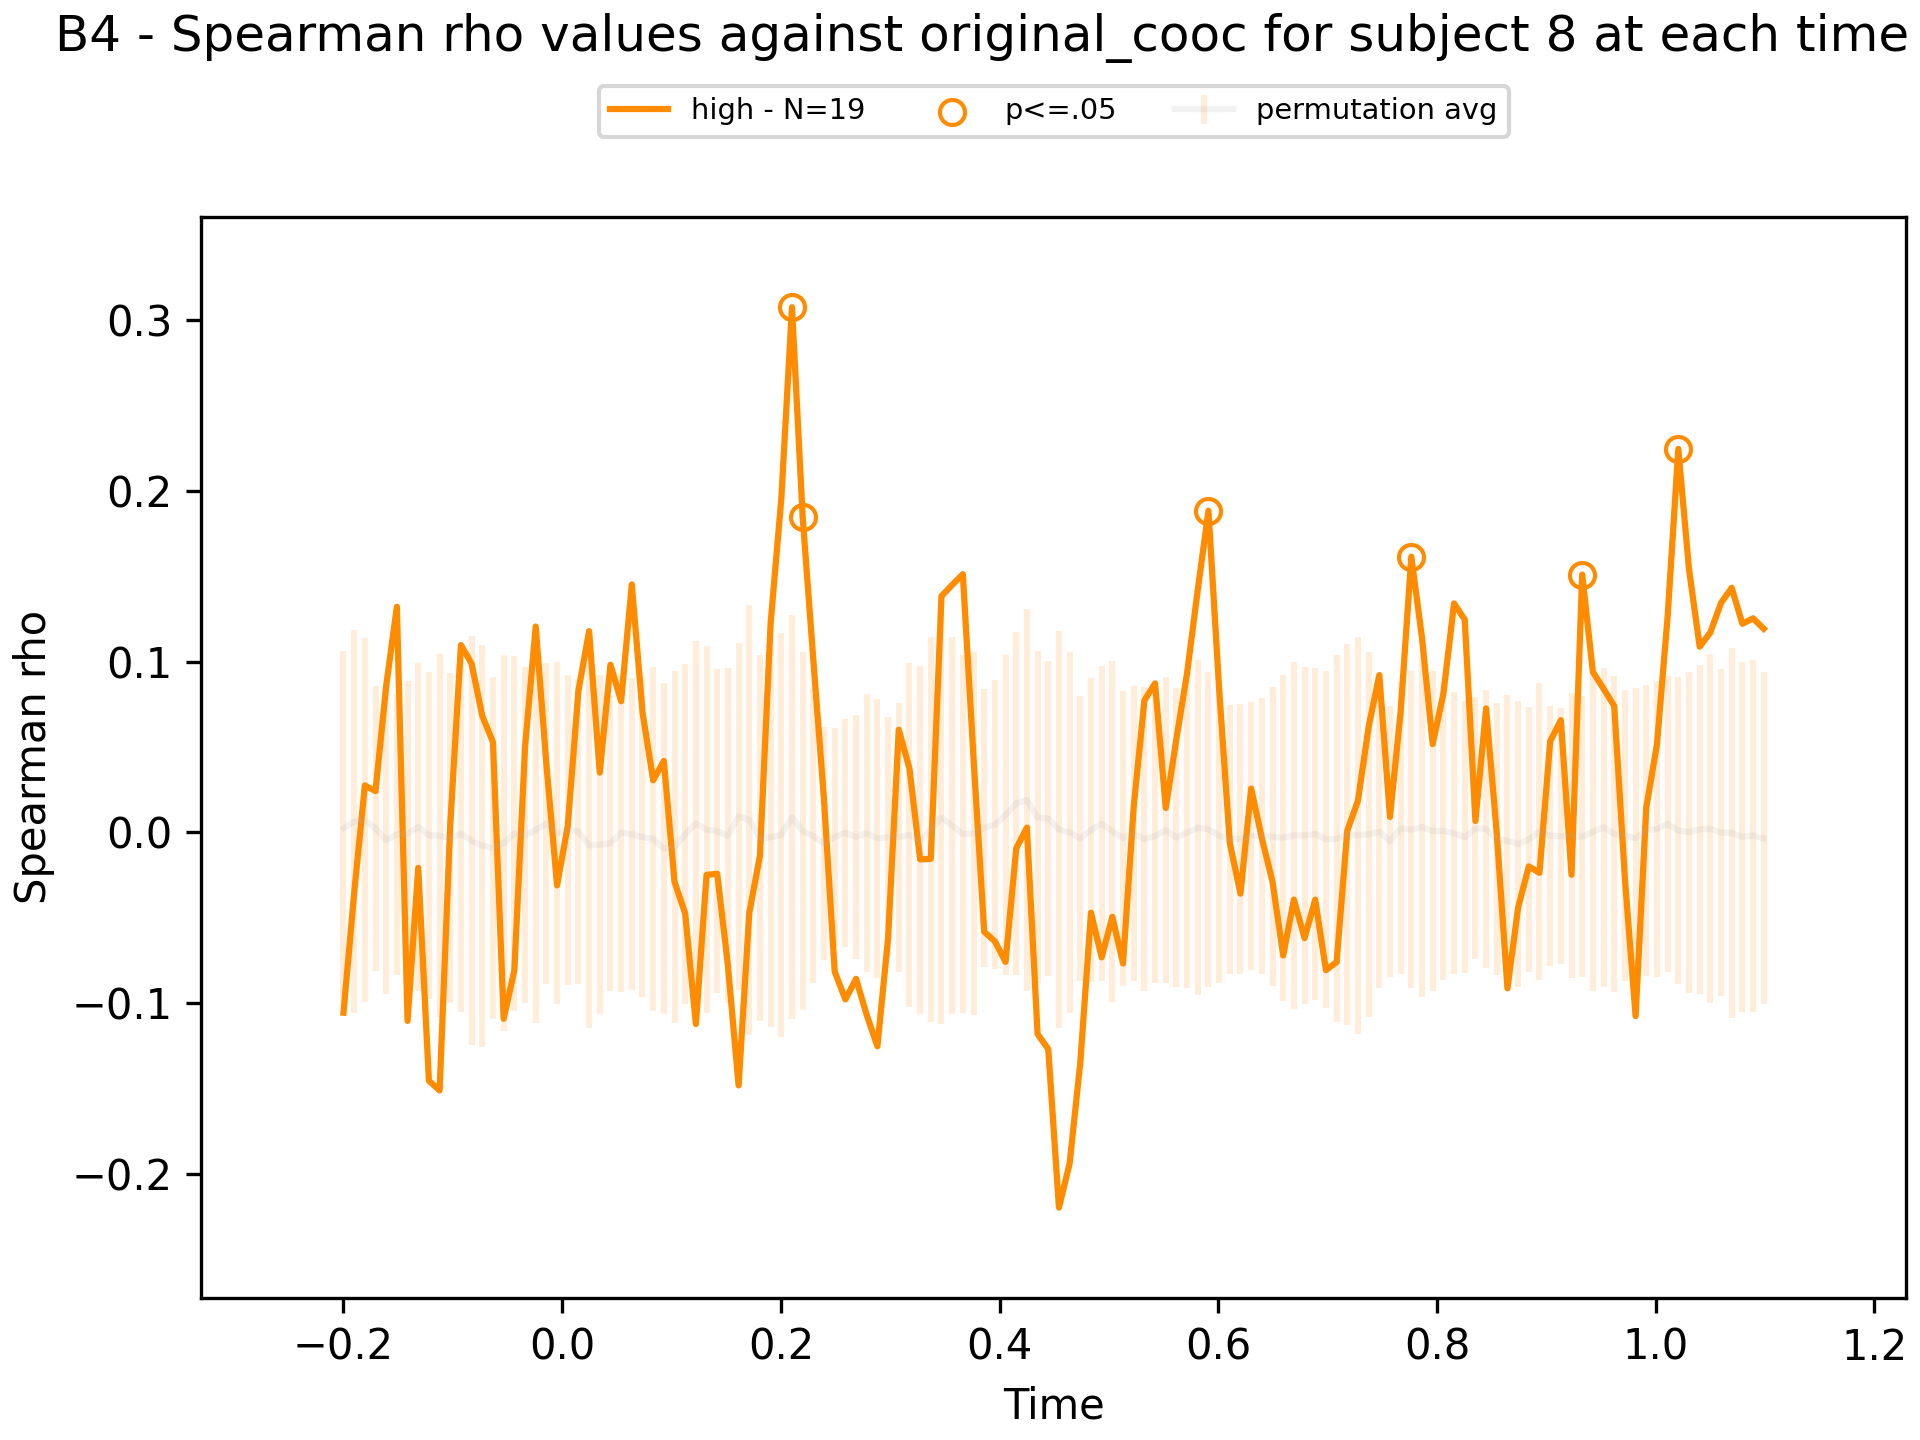 B4 - Spearman rho values against original_cooc for subject 8 at each time
high - N=19 p<=.05 permutation avg
0.3
0.2
0.1
0.0
−0.1
−0.2
Spearman rho
−0.2 0.0 0.2 0.4 0.6 0.8 1.0 1.2
Time